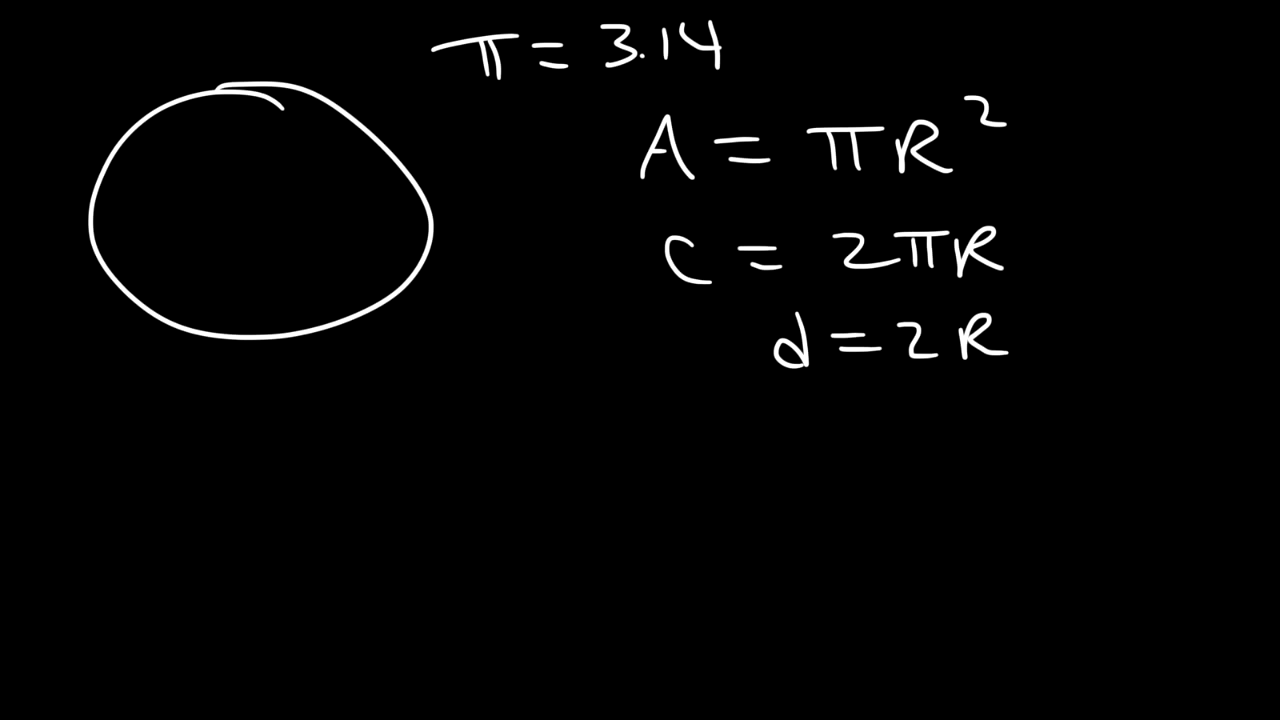 π = 3.14
A = πR²
C = 2πR
d = 2R